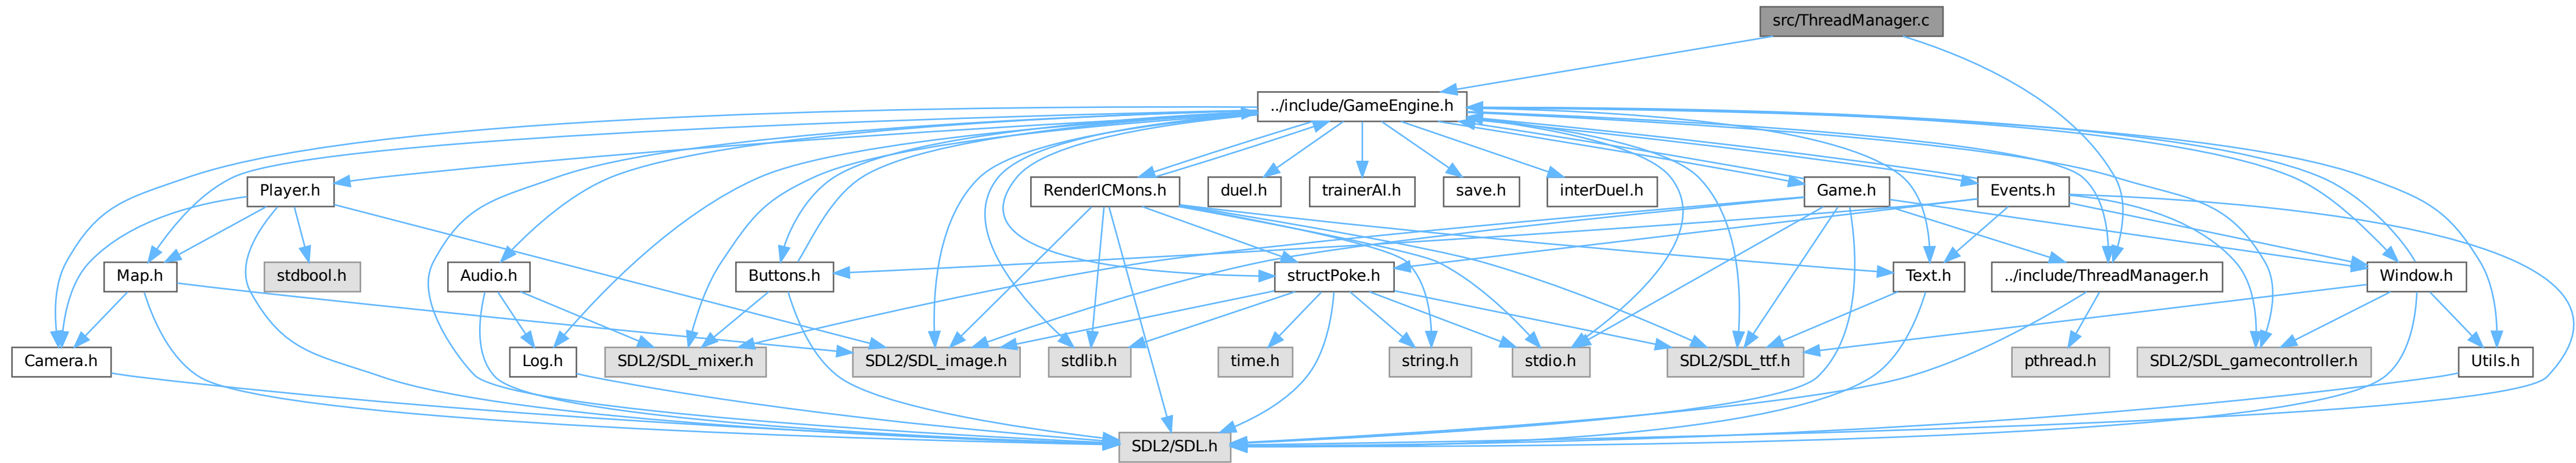 src/ThreadManager.c
../include/GameEngine.h
Player.h
RenderICMons.h
duel.h
trainerAI.h
save.h
interDuel.h
Game.h
Events.h
Map.h
stdbool.h
Audio.h
Buttons.h
structPoke.h
Text.h
../include/ThreadManager.h
Window.h
Camera.h
Log.h
SDL2/SDL_mixer.h
SDL2/SDL_image.h
stdlib.h
time.h
string.h
stdio.h
SDL2/SDL_ttf.h
pthread.h
SDL2/SDL_gamecontroller.h
Utils.h
SDL2/SDL.h